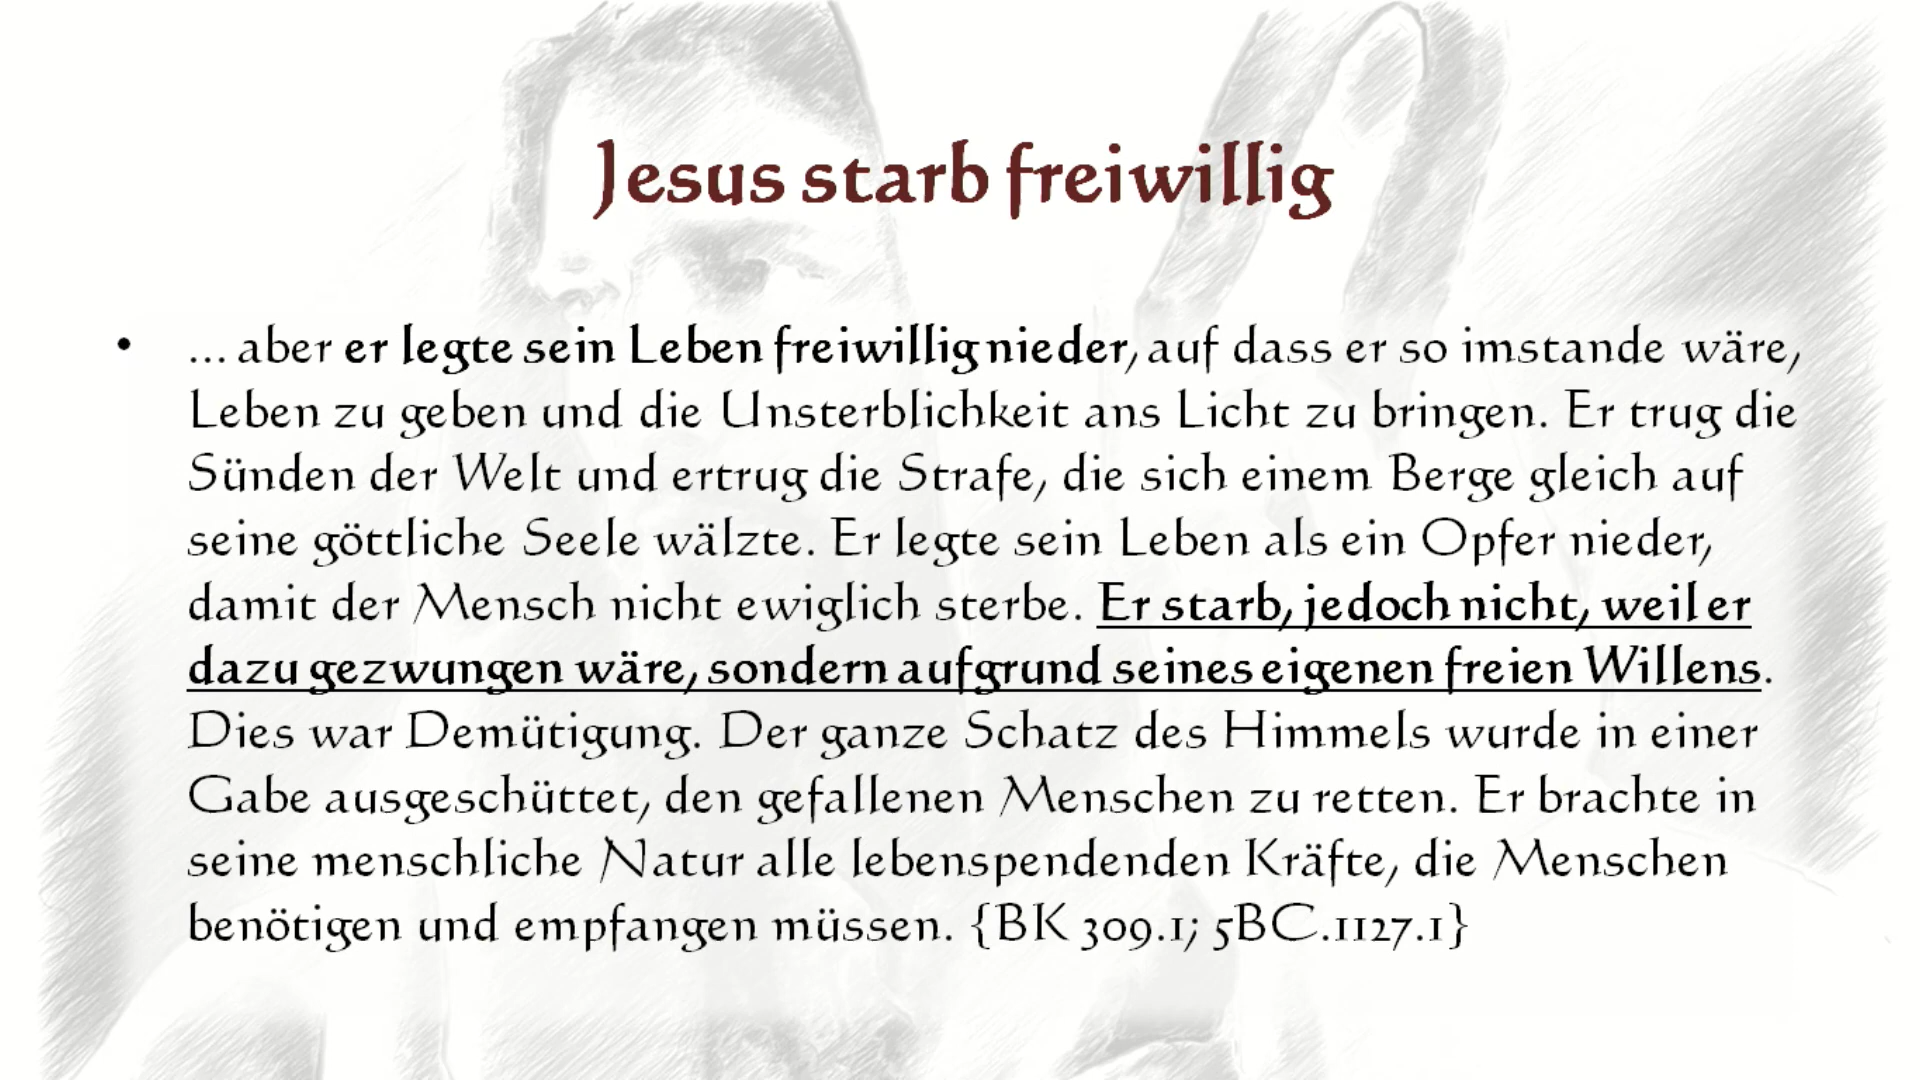 Jesus starb freiwillig
• ... aber er legte sein Leben freiwillig nieder, auf dass er so imstande wäre,
Leben zu geben und die Unsterblichkeit ans Licht zu bringen. Er trug die
Sünden der Welt und ertrug die Strafe, die sich einem Berge gleich auf
seine göttliche Seele wälzte. Er legte sein Leben als ein Opfer nieder,
damit der Mensch nicht ewiglich sterbe. Er starb, jedoch nicht, weil er
dazu gezwungen wäre, sondern aufgrund seines eigenen freien Willens.
Dies war Demütigung. Der ganze Schatz des Himmels wurde in einer
Gabe ausgeschüttet, den gefallenen Menschen zu retten. Er brachte in
seine menschliche Natur alle lebenspendenden Kräfte, die Menschen
benötigen und empfangen müssen. {BK 309.1; 5BC.1127.1}